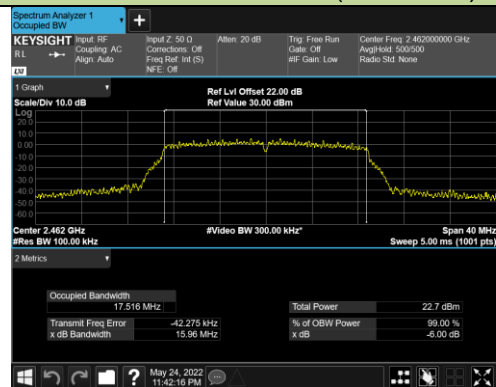 Spectrum Analyzer 1
Occupied BW
KEYSIGHT
RL
LXI
Input: RF
Coupling: AC
Align: Auto
Input Z: 50 Ω
Corrections: Off
Freq Ref: Int (S)
NFE: Off
Atten: 20 dB
Trig: Free Run
Gate: Off
#IF Gain: Low
Center Freq: 2.462000000 GHz
Avg|Hold: 500/500
Radio Std: None
1 Graph
Scale/Div 10.0 dB
Ref Lvl Offset 22.00 dB
Ref Value 30.00 dBm
Log
20.0
10.0
0.00
-10.0
-20.0
-30.0
-40.0
-50.0
-60.0
Center 2.462 GHz
#Res BW 100.00 kHz
#Video BW 300.00 kHz*
Span 40 MHz
Sweep 5.00 ms (1001 pts)
2 Metrics
Occupied Bandwidth
17.516 MHz
Transmit Freq Error -42.275 kHz
x dB Bandwidth 15.96 MHz
Total Power 22.7 dBm
% of OBW Power 99.00 %
x dB -6.00 dB
May 24, 2022
11:42:16 PM